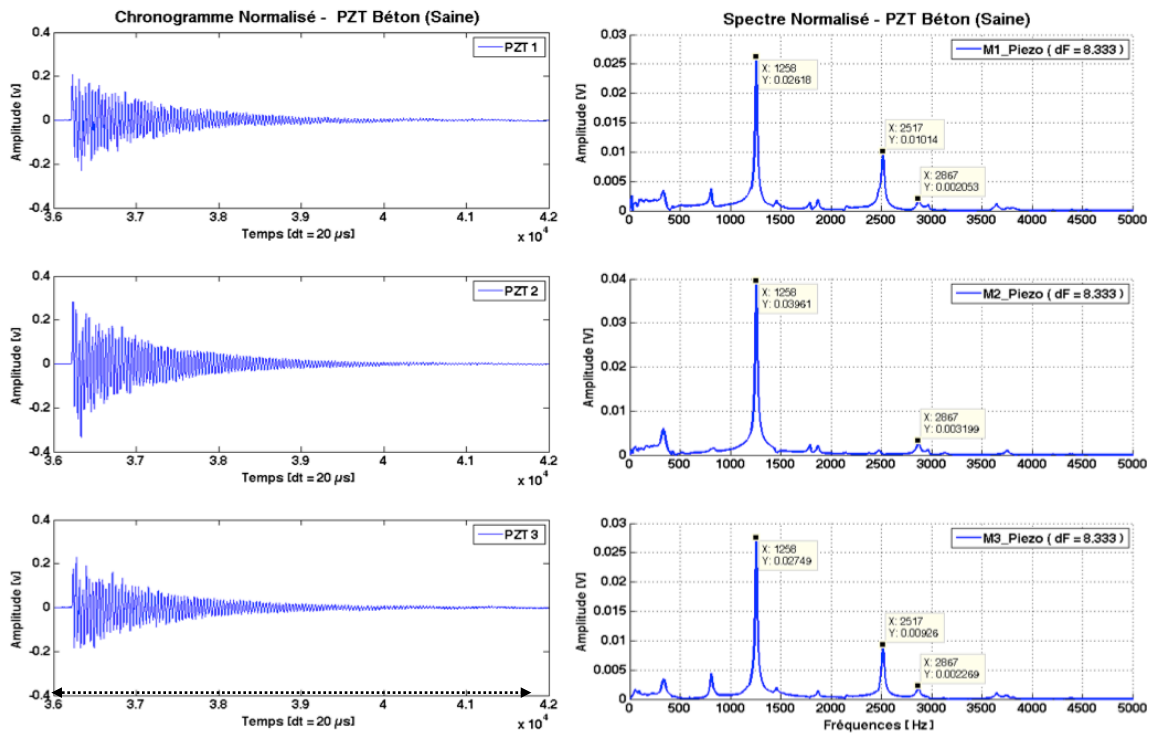 Chronogramme Normalisé - PZT Béton (Saine)
0.4
0.2
0
-0.2
-0.4
Amplitude [v]
PZT 1
3.6
3.7
3.8
3.9
4
4.1
4.2
Temps [dt = 20 µs]
x 10^4
Spectre Normalisé - PZT Béton (Saine)
0.03
0.025
0.02
0.015
0.01
0.005
0
Amplitude [V]
M1_Piezo ( dF = 8.333 )
X: 1258
Y: 0.02618
X: 2517
Y: 0.01014
X: 2867
Y: 0.002053
0
500
1000
1500
2000
2500
3000
3500
4000
4500
5000
0.4
0.2
0
-0.2
-0.4
Amplitude [v]
PZT 2
3.6
3.7
3.8
3.9
4
4.1
4.2
Temps [dt = 20 µs]
x 10^4
0.04
0.03
0.02
0.01
0
Amplitude [V]
M2_Piezo ( dF = 8.333 )
X: 1258
Y: 0.03961
X: 2867
Y: 0.003199
0
500
1000
1500
2000
2500
3000
3500
4000
4500
5000
0.4
0.2
0
-0.2
-0.4
Amplitude [v]
PZT 3
3.6
3.7
3.8
3.9
4
4.1
4.2
Temps [dt = 20 µs]
x 10^4
0.03
0.025
0.02
0.015
0.01
0.005
0
Amplitude [V]
M3_Piezo ( dF = 8.333 )
X: 1258
Y: 0.02749
X: 2517
Y: 0.00926
X: 2867
Y: 0.002269
0
500
1000
1500
2000
2500
3000
3500
4000
4500
5000
Fréquences [ Hz]